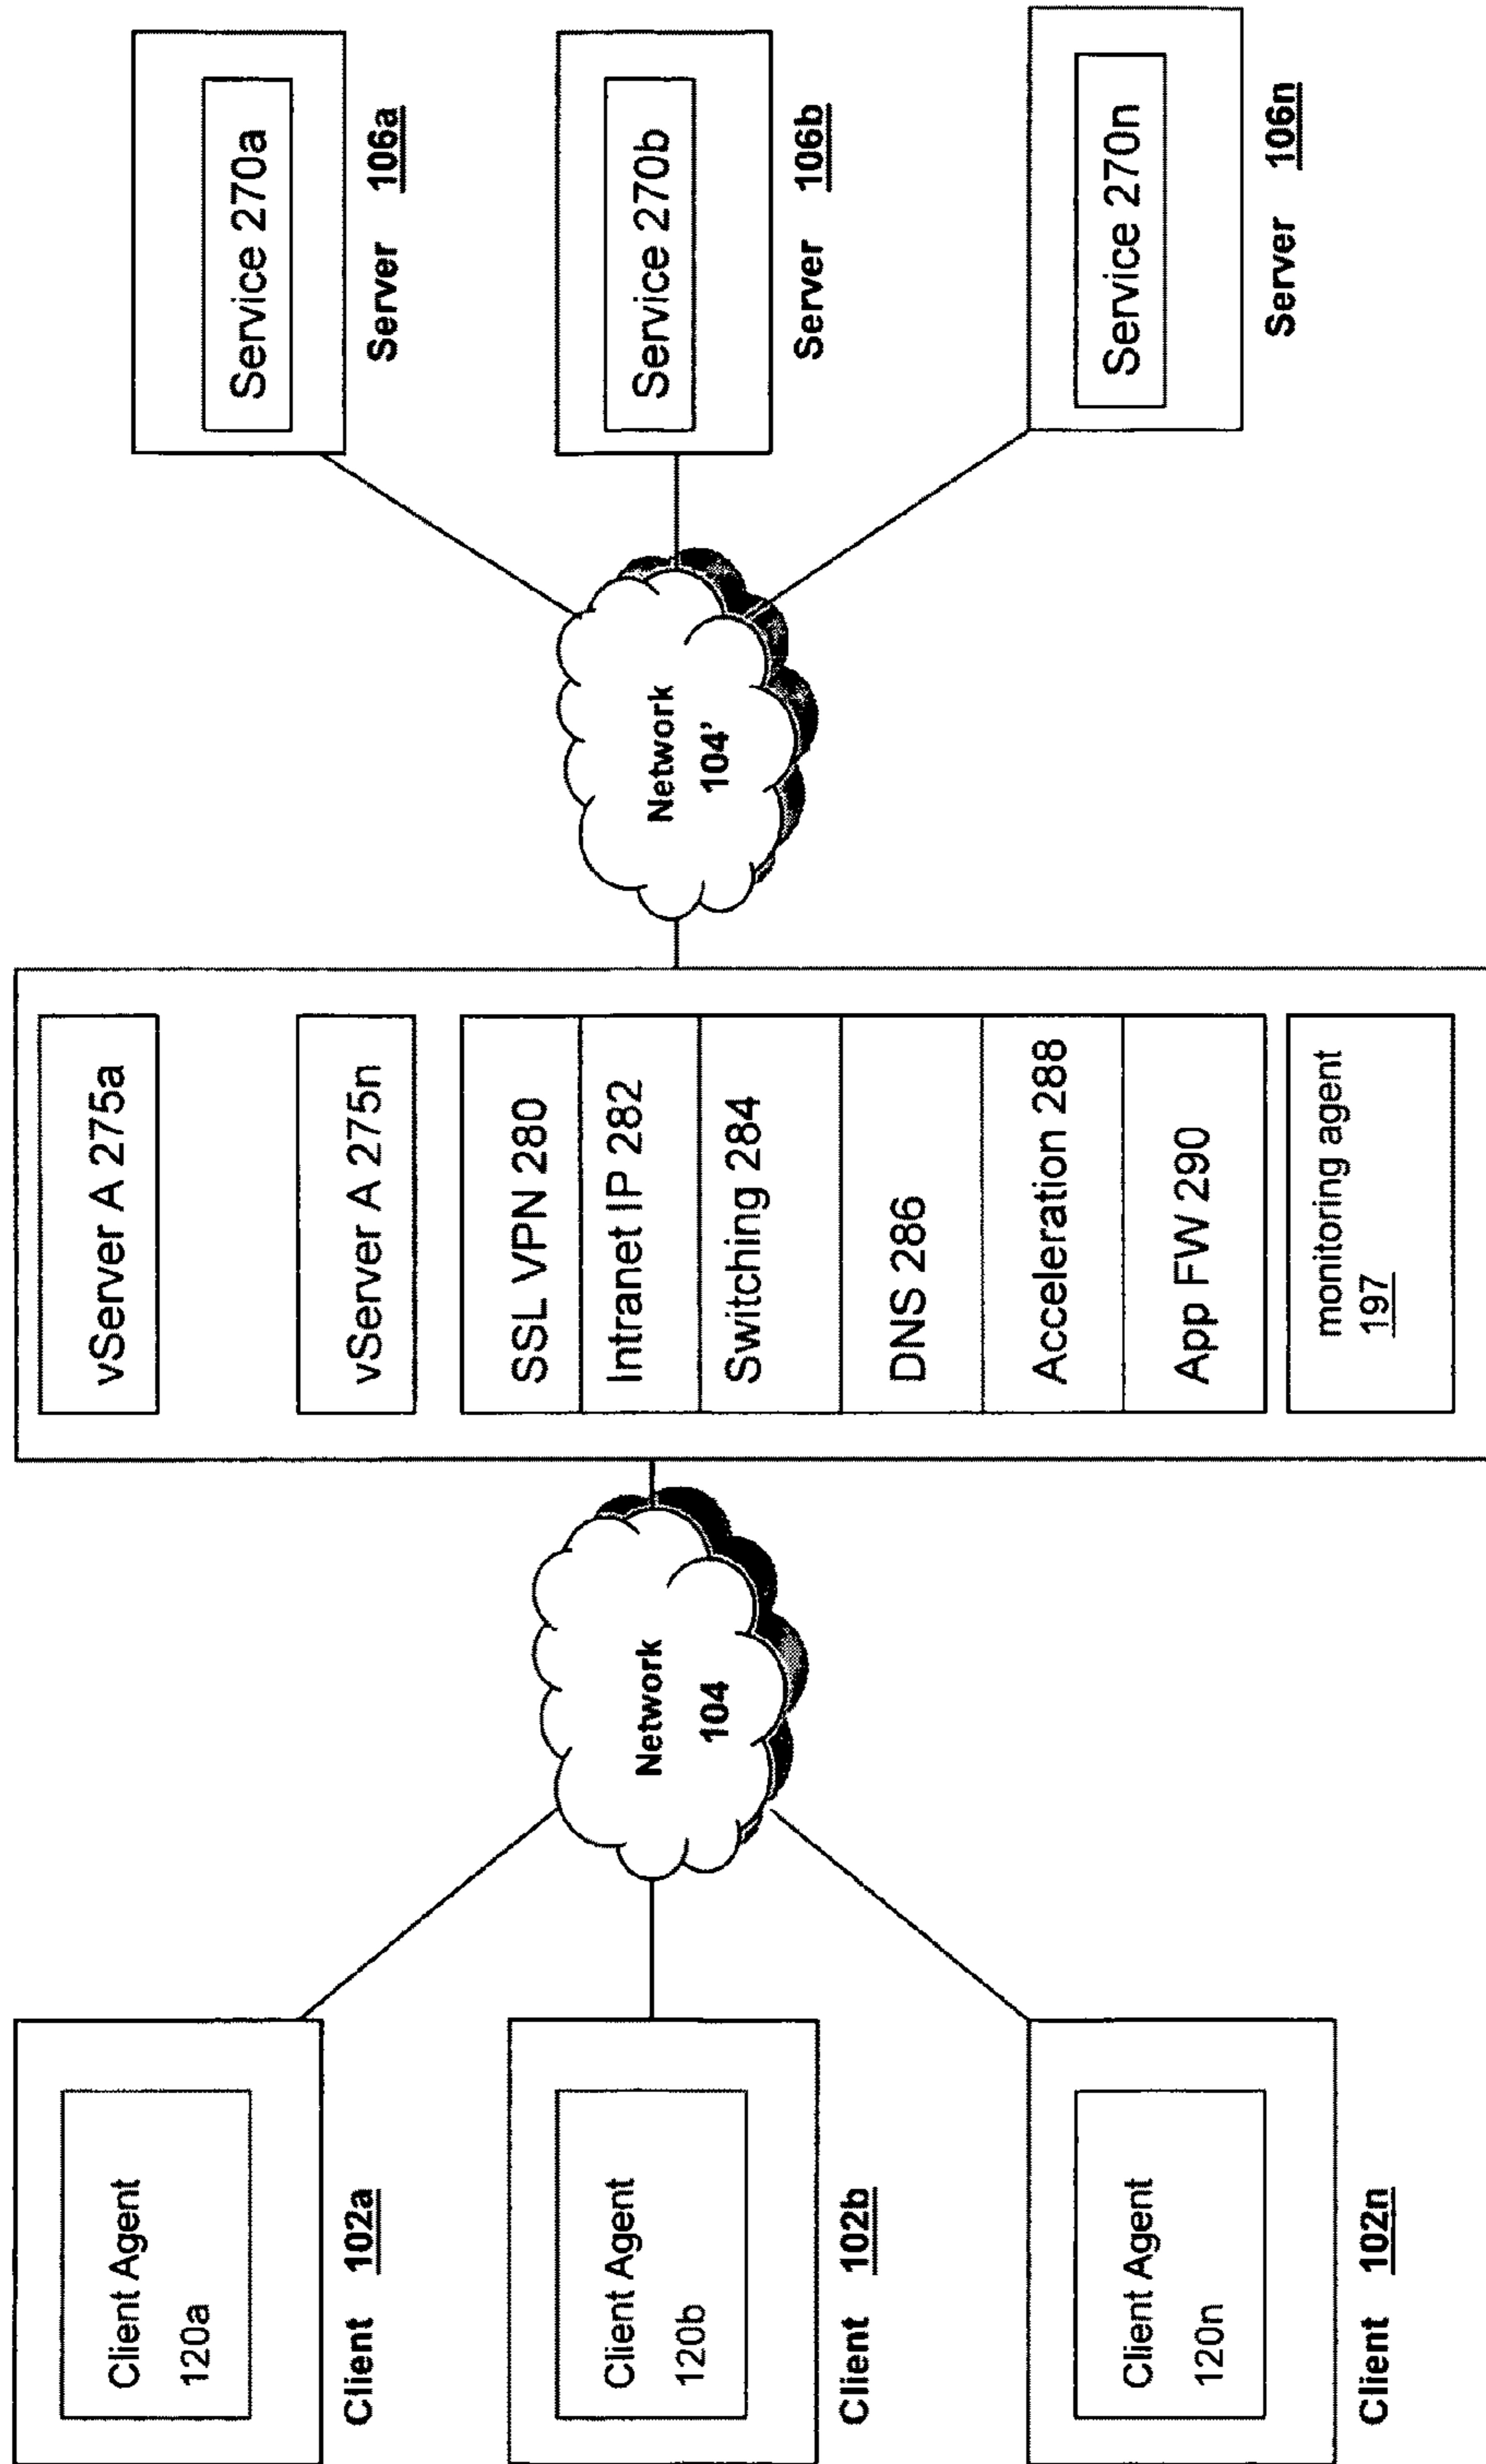 Client Agent
120a
Client 102a
Client Agent
120b
Client 102b
Client Agent
120n
Client 102n
Network
104
vServer A 275a
vServer A 275n
SSL VPN 280
Intranet IP 282
Switching 284
DNS 286
Acceleration 288
App FW 290
monitoring agent
197
Network
104'
Service 270a
Server 106a
Service 270b
Server 106b
Service 270n
Server 106n